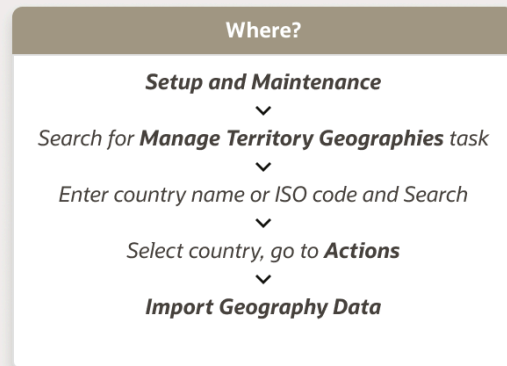 Where?
Setup and Maintenance
Search for Manage Territory Geographies task
Enter country name or ISO code and Search
Select country, go to Actions
Import Geography Data